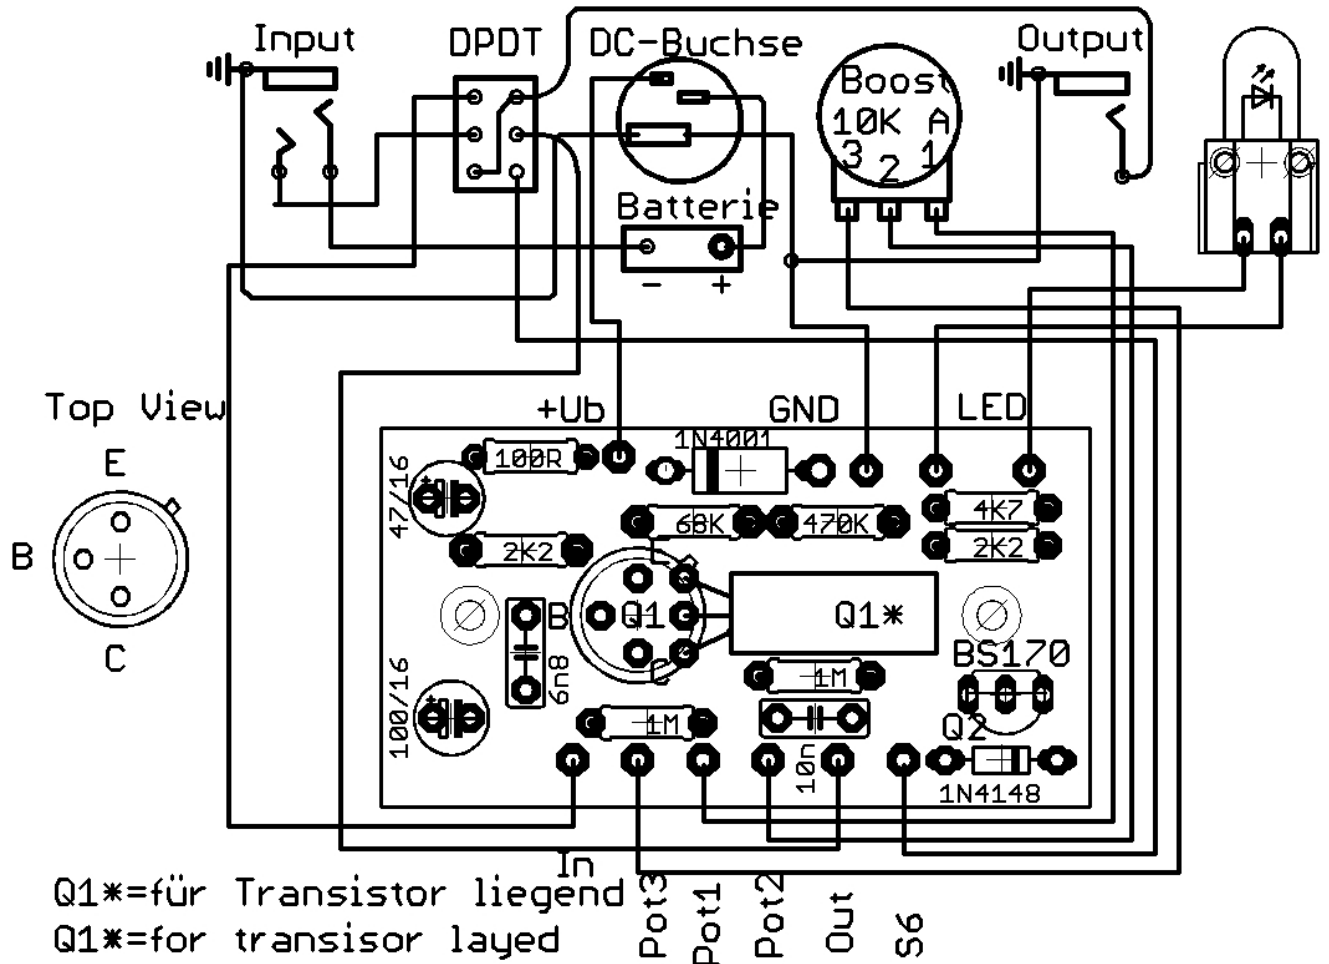 Input
DPDT
DC-Buchse
Output
Boost
10K A
3
2
1
Batterie
- +
Top View
E
B
C
+Ub
GND
LED
1N4001
100R
47/16
+
68K
470K
4K7
2K2
2K2
E
B
Q1
C
Q1*
6n8
BS170
Q2
1M
100/16
+
1M
10n
1N4148
In
Pot3
Pot1
Pot2
Out
S6
Q1*=für Transistor liegend
Q1*=for transisor layed